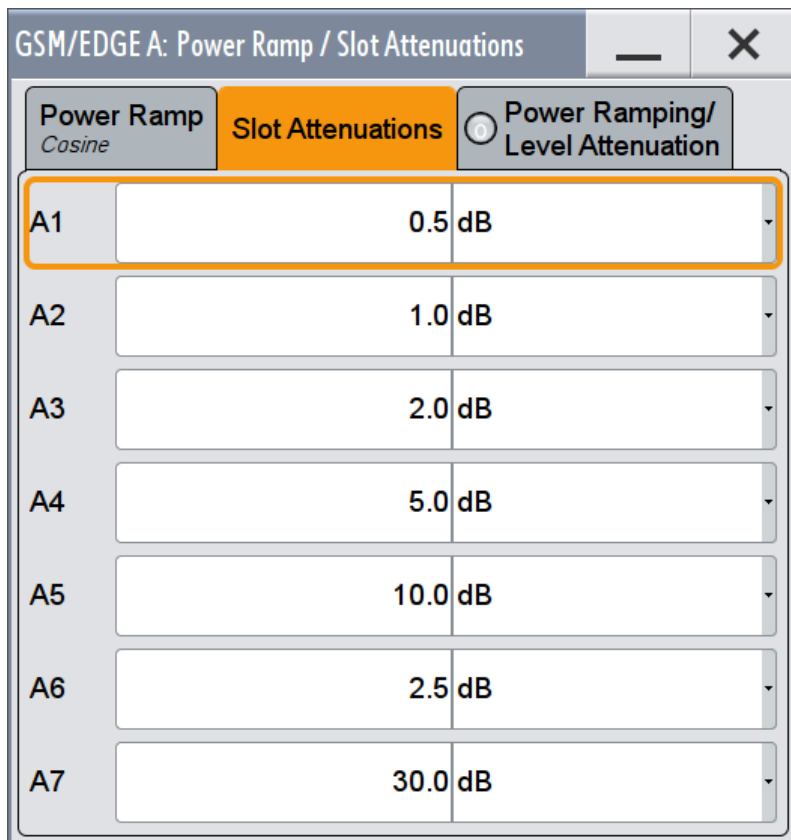 GSM/EDGE A: Power Ramp / Slot Attenuations
Power Ramp
Cosine
Slot Attenuations
Power Ramping/
Level Attenuation
A1 0.5 dB
A2 1.0 dB
A3 2.0 dB
A4 5.0 dB
A5 10.0 dB
A6 2.5 dB
A7 30.0 dB